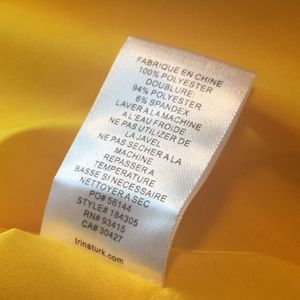 FABRIQUE EN CHINE
100% POLYESTER
DOUBLURE:
94% POLYESTER
6% SPANDEX
LAVER A LA MACHINE
A L'EAU FROIDE
NE PAS UTILIZER DE
LA JAVEL
NE PAS SECHER A LA
MACHINE
REPASSER A
TEMPERATURE
BASSE SI NECESSAIRE
NETTOYER A SEC
PO# 56144
STYLE# 184305
RN# 93415
CA# 30427
trinaturk.com